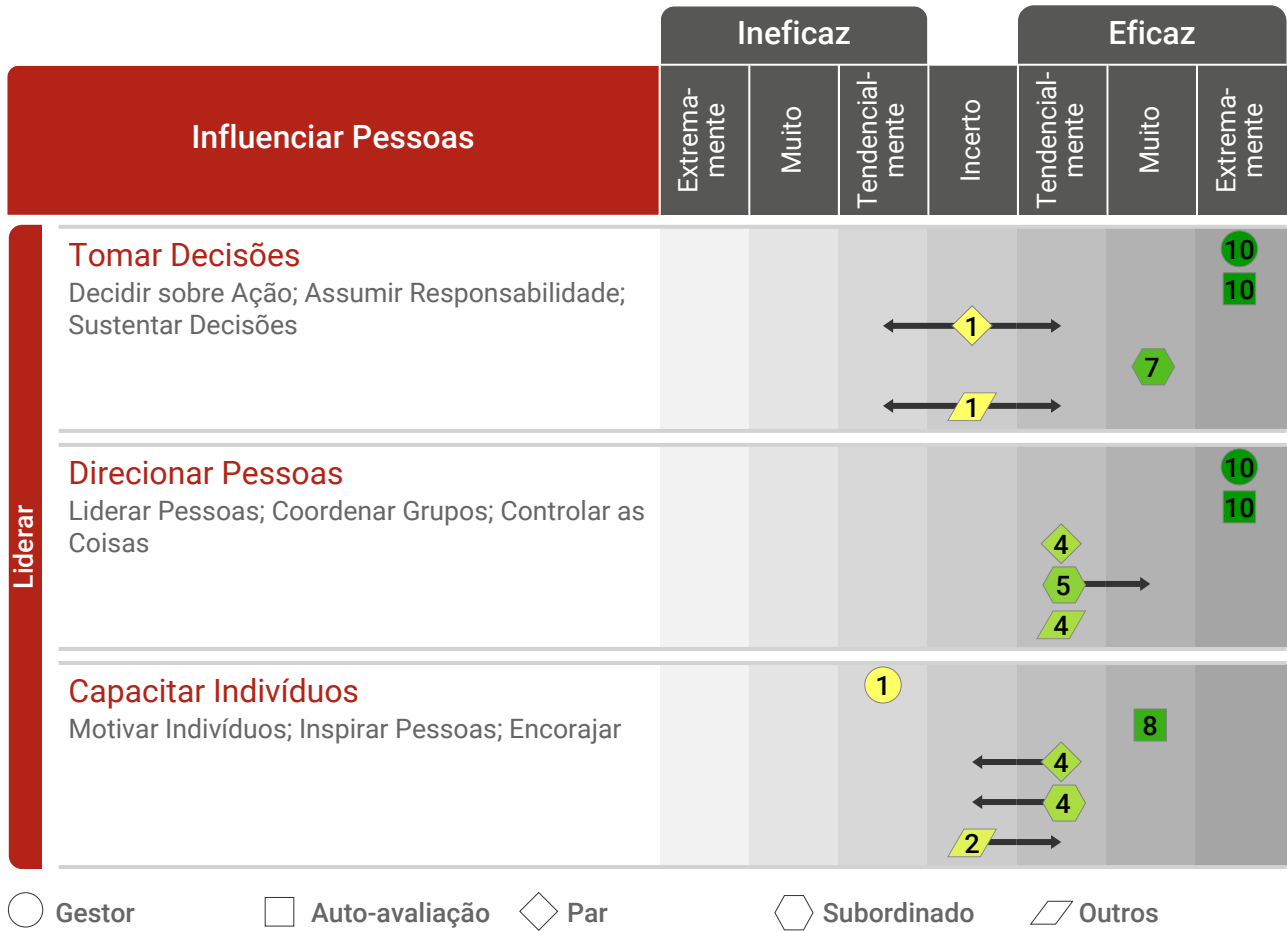 Ineficaz
Eficaz
Influenciar Pessoas
Extrema-
mente
Muito
Tendencial-
mente
Incerto
Tendencial-
mente
Muito
Extrema-
mente
Liderar
Tomar Decisões
Decidir sobre Ação; Assumir Responsabilidade;
Sustentar Decisões
10
10
1
7
1
Direcionar Pessoas
Liderar Pessoas; Coordenar Grupos; Controlar as
Coisas
10
10
4
5
4
Capacitar Indivíduos
Motivar Indivíduos; Inspirar Pessoas; Encorajar
1
8
4
4
2
Gestor
Auto-avaliação
Par
Subordinado
Outros